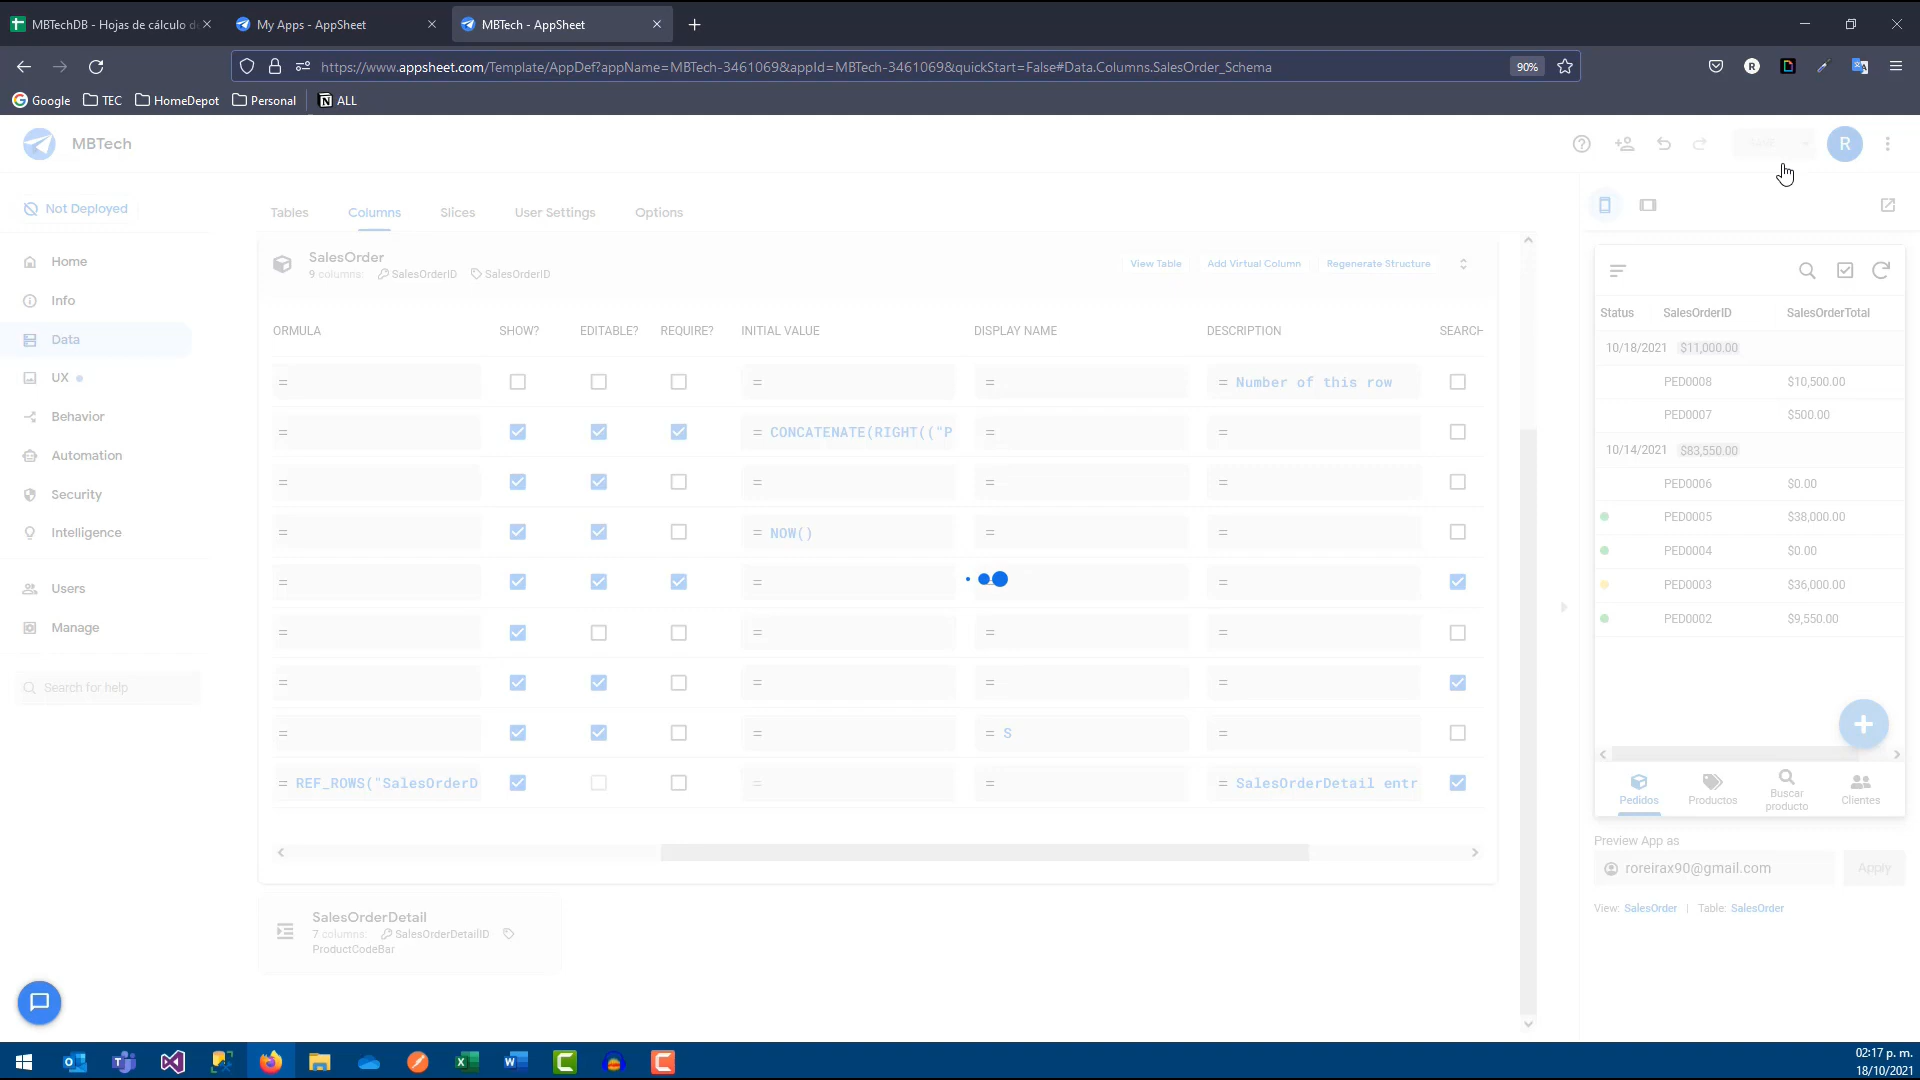 MBTechDB - Hojas de cálculo d
My Apps - AppSheet
MBTech - AppSheet
https://www.appsheet.com/Template/AppDef?appName=MBTech-3461069&appId=MBTech-3461069&quickStart=False#Data.Columns.SalesOrder_Schema
90%
Google
TEC
HomeDepot
Personal
ALL
MBTech
SAVE
R
Not Deployed
Home
Info
Data
UX
Behavior
Automation
Security
Intelligence
Users
Manage
Search for help
Tables
Columns
Slices
User Settings
Options
SalesOrder
9 columns: SalesOrderID SalesOrderID
View Table
Add Virtual Column
Regenerate Structure
ORMULA SHOW? EDITABLE? REQUIRE? INITIAL VALUE DISPLAY NAME DESCRIPTION SEARCH
= = = = Number of this row
= = CONCATENATE(RIGHT(("P = =
= = = =
= = NOW() = =
= = = =
= = = =
= = = =
= = = S =
= REF_ROWS("SalesOrderD = = = SalesOrderDetail entr
SalesOrderDetail
7 columns: SalesOrderDetailID
ProductCodeBar
Status SalesOrderID SalesOrderTotal
10/18/2021 $11,000.00
PED0008 $10,500.00
PED0007 $500.00
10/14/2021 $83,550.00
PED0006 $0.00
PED0005 $38,000.00
PED0004 $0.00
PED0003 $36,000.00
PED0002 $9,550.00
Pedidos
Productos
Buscar
producto
Clientes
Preview App as
roreirax90@gmail.com
Apply
View: SalesOrder | Table: SalesOrder
02:17 p. m.
18/10/2021